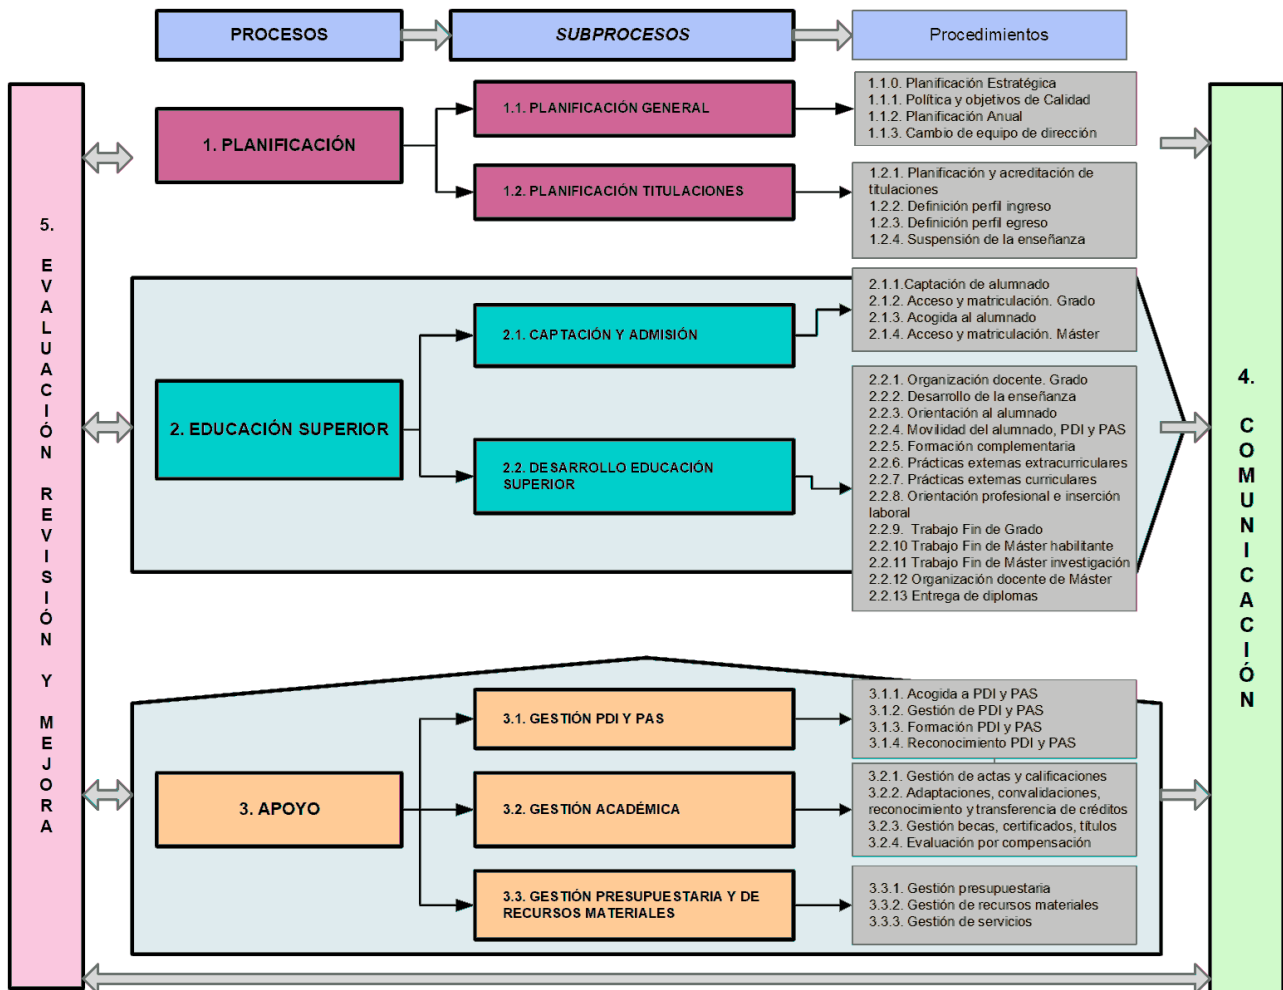 PROCESOS
SUBPROCESOS
Procedimientos
5.
EVALUACIÓN
REVISIÓN
Y
MEJORA
1. PLANIFICACIÓN
1.1. PLANIFICACIÓN GENERAL
1.1.0. Planificación Estratégica
1.1.1. Política y objetivos de Calidad
1.1.2. Planificación Anual
1.1.3. Cambio de equipo de dirección
1.2. PLANIFICACIÓN TITULACIONES
1.2.1. Planificación y acreditación de
titulaciones
1.2.2. Definición perfil ingreso
1.2.3. Definición perfil egreso
1.2.4. Suspensión de la enseñanza
2. EDUCACIÓN SUPERIOR
2.1. CAPTACIÓN Y ADMISIÓN
2.1.1.Captación de alumnado
2.1.2. Acceso y matriculación. Grado
2.1.3. Acogida al alumnado
2.1.4. Acceso y matriculación. Máster
2.2. DESARROLLO EDUCACIÓN
SUPERIOR
2.2.1. Organización docente. Grado
2.2.2. Desarrollo de la enseñanza
2.2.3. Orientación al alumnado
2.2.4. Movilidad del alumnado, PDI y PAS
2.2.5. Formación complementaria
2.2.6. Prácticas externas extracurriculares
2.2.7. Prácticas externas curriculares
2.2.8. Orientación profesional e inserción
laboral
2.2.9. Trabajo Fin de Grado
2.2.10 Trabajo Fin de Máster habilitante
2.2.11 Trabajo Fin de Máster investigación
2.2.12 Organización docente de Máster
2.2.13 Entrega de diplomas
3. APOYO
3.1. GESTIÓN PDI Y PAS
3.1.1. Acogida a PDI y PAS
3.1.2. Gestión de PDI y PAS
3.1.3. Formación PDI y PAS
3.1.4. Reconocimiento PDI y PAS
3.2. GESTIÓN ACADÉMICA
3.2.1. Gestión de actas y calificaciones
3.2.2. Adaptaciones, convalidaciones,
reconocimiento y transferencia de créditos
3.2.3. Gestión becas, certificados, títulos
3.2.4. Evaluación por compensación
3.3. GESTIÓN PRESUPUESTARIA Y DE
RECURSOS MATERIALES
3.3.1. Gestión presupuestaria
3.3.2. Gestión de recursos materiales
3.3.3. Gestión de servicios
4.
COMUNICACIÓN